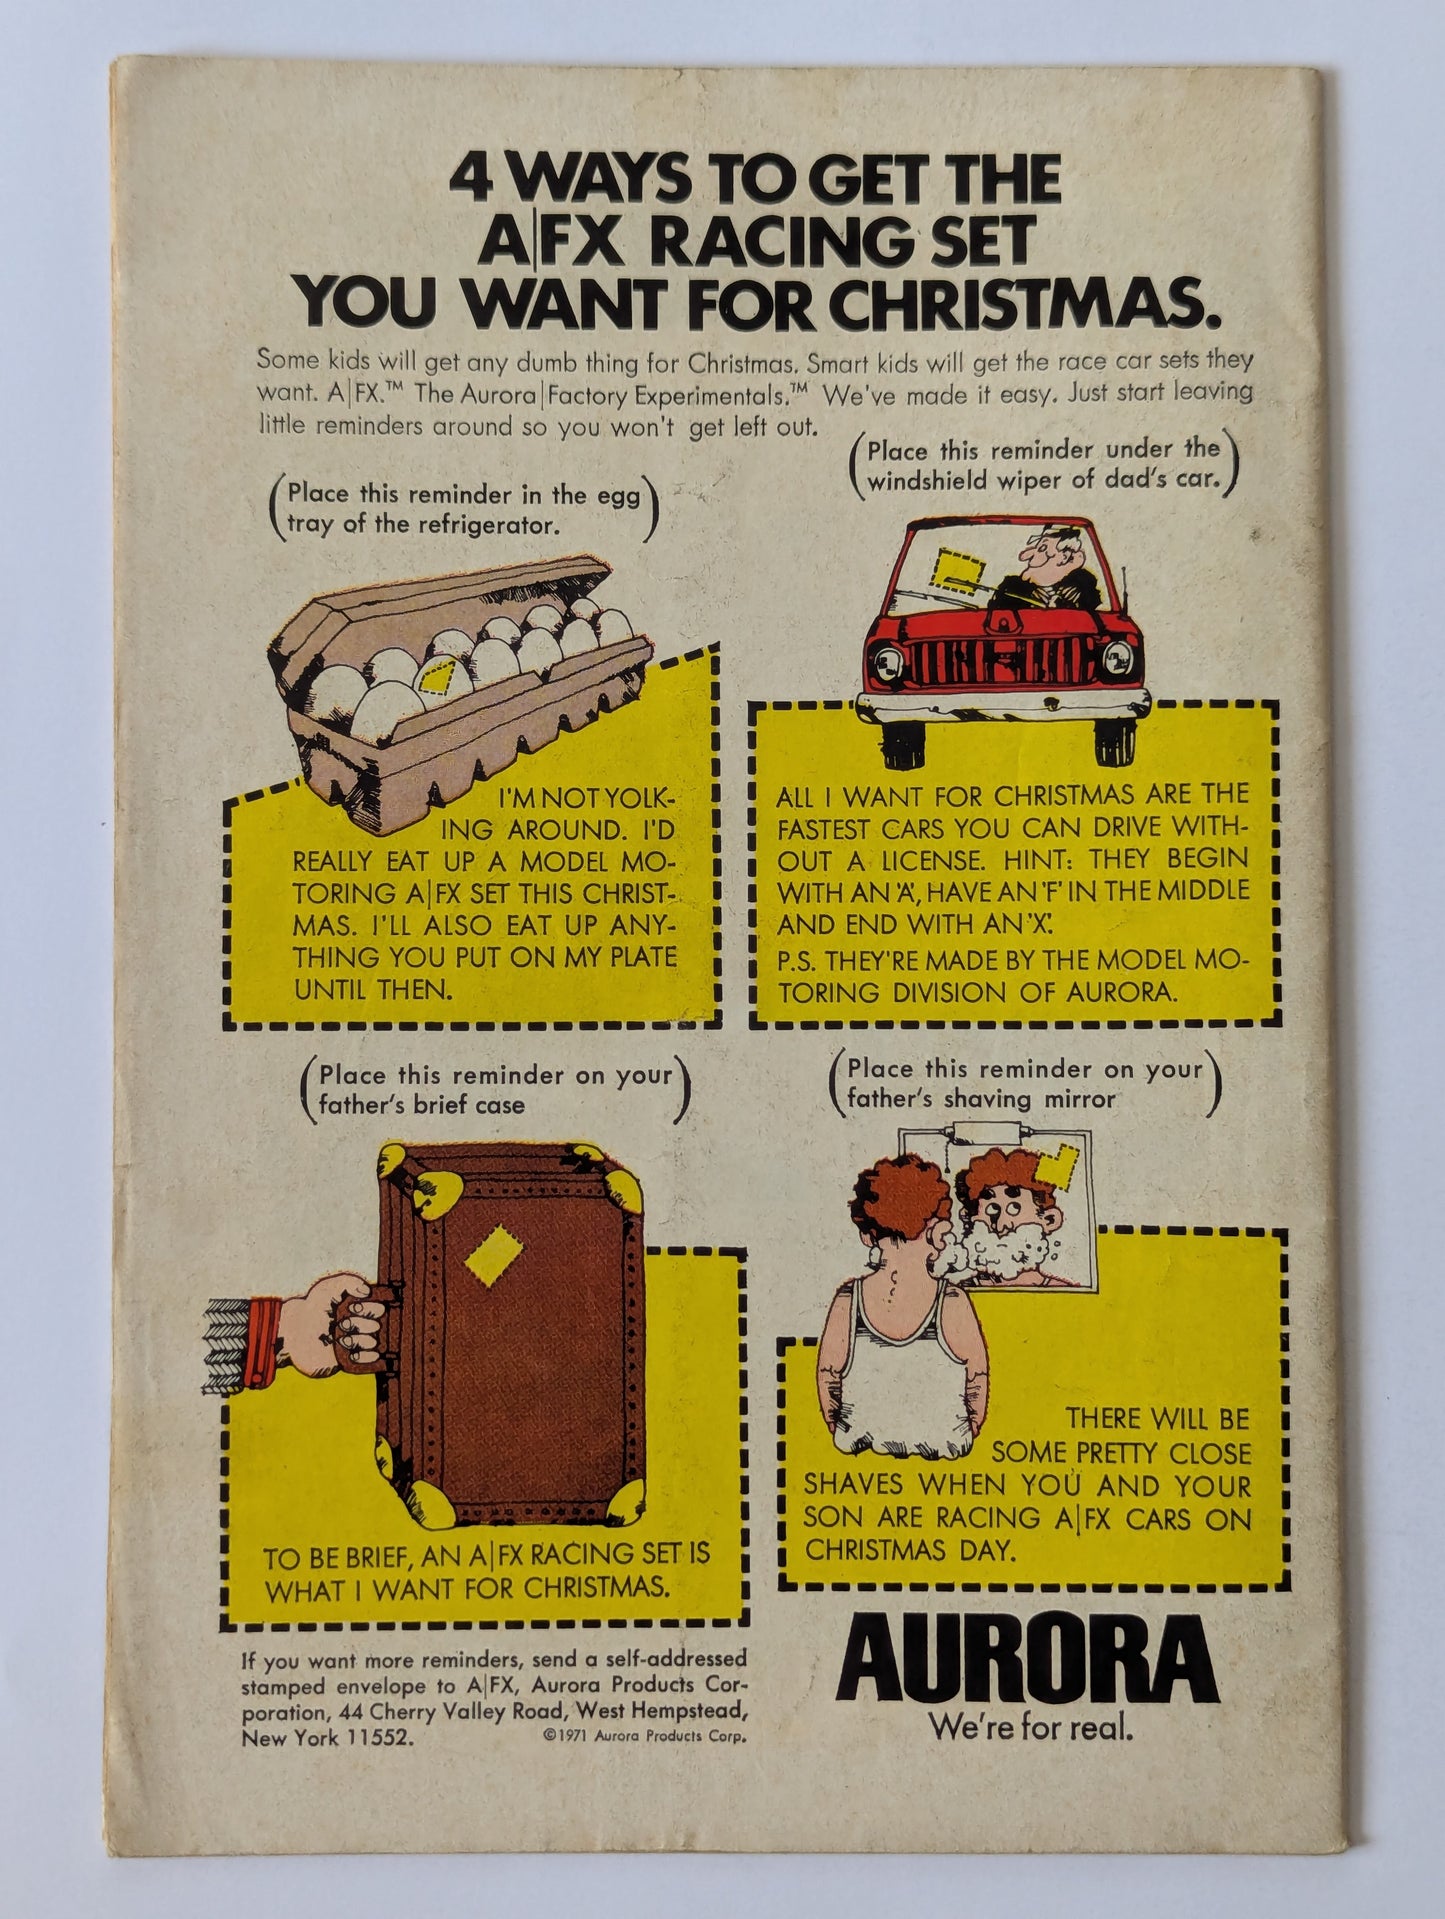 4 WAYS TO GET THE
A|FX RACING SET
YOU WANT FOR CHRISTMAS.
Some kids will get any dumb thing for Christmas. Smart kids will get the race car sets they
want. A|FX.™ The Aurora|Factory Experimentals.™ We've made it easy. Just start leaving
little reminders around so you won't get left out.
(Place this reminder in the egg
tray of the refrigerator.)
I'M NOT YOLK-
ING AROUND. I'D
REALLY EAT UP A MODEL MO-
TORING A|FX SET THIS CHRIST-
MAS. I'LL ALSO EAT UP ANY-
THING YOU PUT ON MY PLATE
UNTIL THEN.
(Place this reminder under the
windshield wiper of dad's car.)
ALL I WANT FOR CHRISTMAS ARE THE
FASTEST CARS YOU CAN DRIVE WITH-
OUT A LICENSE. HINT: THEY BEGIN
WITH AN 'A', HAVE AN 'F' IN THE MIDDLE
AND END WITH AN 'X'.
P.S. THEY'RE MADE BY THE MODEL MO-
TORING DIVISION OF AURORA.
(Place this reminder on your
father's brief case)
TO BE BRIEF, AN A|FX RACING SET IS
WHAT I WANT FOR CHRISTMAS.
(Place this reminder on your
father's shaving mirror)
THERE WILL BE
SOME PRETTY CLOSE
SHAVES WHEN YOU AND YOUR
SON ARE RACING A|FX CARS ON
CHRISTMAS DAY.
If you want more reminders, send a self-addressed
stamped envelope to A|FX, Aurora Products Cor-
poration, 44 Cherry Valley Road, West Hempstead,
New York 11552. ©1971 Aurora Products Corp.
AURORA
We're for real.